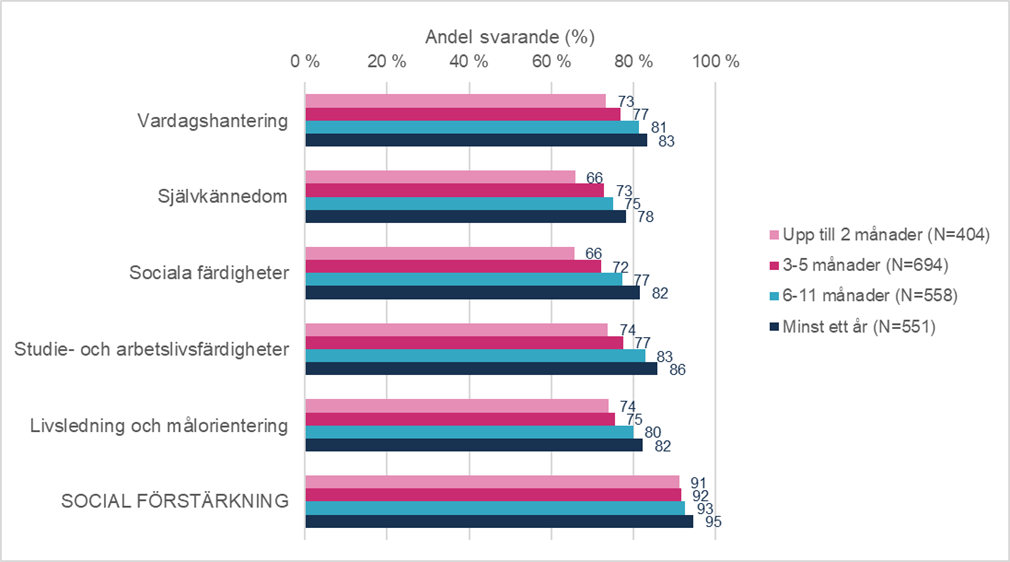 Andel svarande (%)
0 % 20 % 40 % 60 % 80 % 100 %
Vardagshantering
73
77
81
83
Självkännedom
66
73
75
78
Sociala färdigheter
66
72
77
82
Studie- och arbetslivsfärdigheter
74
77
83
86
Livsledning och målorientering
74
75
80
82
SOCIAL FÖRSTÄRKNING
91
92
93
95
Upp till 2 månader (N=404)
3-5 månader (N=694)
6-11 månader (N=558)
Minst ett år (N=551)